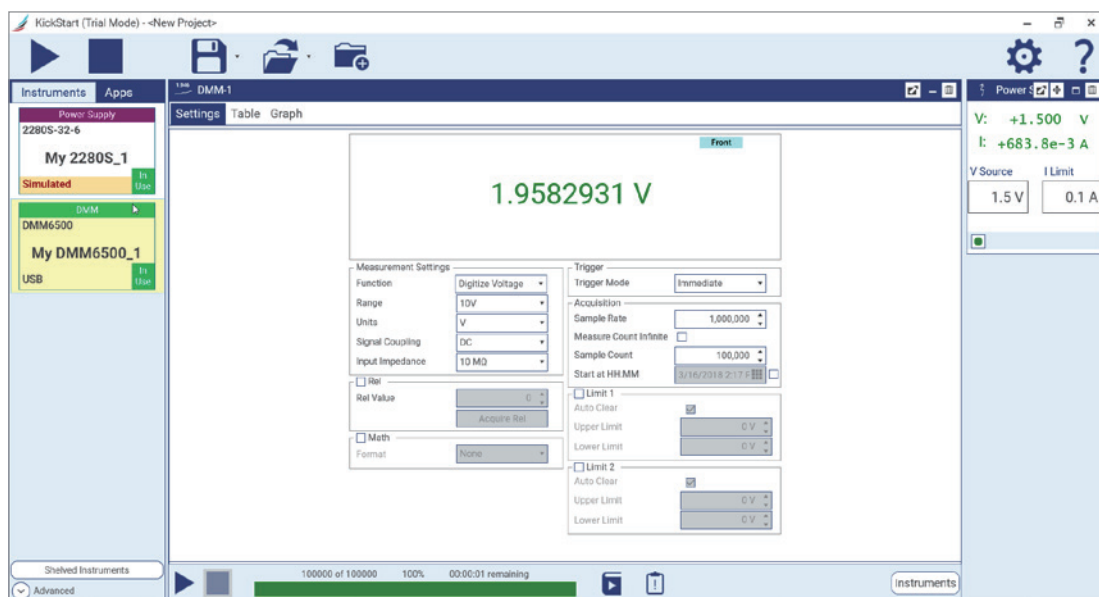 KickStart (Trial Mode) - <New Project>
Instruments Apps
Power Supply
2280S-32-6
My 2280S_1
Simulated
In Use
DMM
DMM6500
My DMM6500_1
USB
In Use
Shelved Instruments
Advanced
DMM-1
Settings Table Graph
Front
1.9582931 V
Measurement Settings
Function Digitize Voltage
Range 10V
Units V
Signal Coupling DC
Input Impedance 10 MΩ
Rel
Rel Value 0
Acquire Rel
Math
Format None
Trigger
Trigger Mode Immediate
Acquisition
Sample Rate 1,000,000
Measure Count Infinite
Sample Count 100,000
Start at HH:MM 3/16/2018 2:17 P
Limit 1
Auto Clear
Upper Limit 0 V
Lower Limit 0 V
Limit 2
Auto Clear
Upper Limit 0 V
Lower Limit 0 V
100000 of 100000 100% 00:00:01 remaining
Instruments
Power S
V: +1.500 V
I: +683.8e-3 A
V Source I Limit
1.5 V 0.1 A